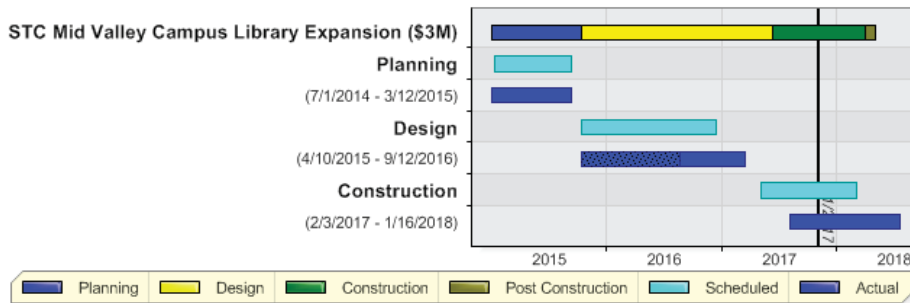 STC Mid Valley Campus Library Expansion ($3M)
Planning
(7/1/2014 - 3/12/2015)
Design
(4/10/2015 - 9/12/2016)
Construction
(2/3/2017 - 1/16/2018)
2015 2016 2017 2018
Planning Design Construction Post Construction Scheduled Actual